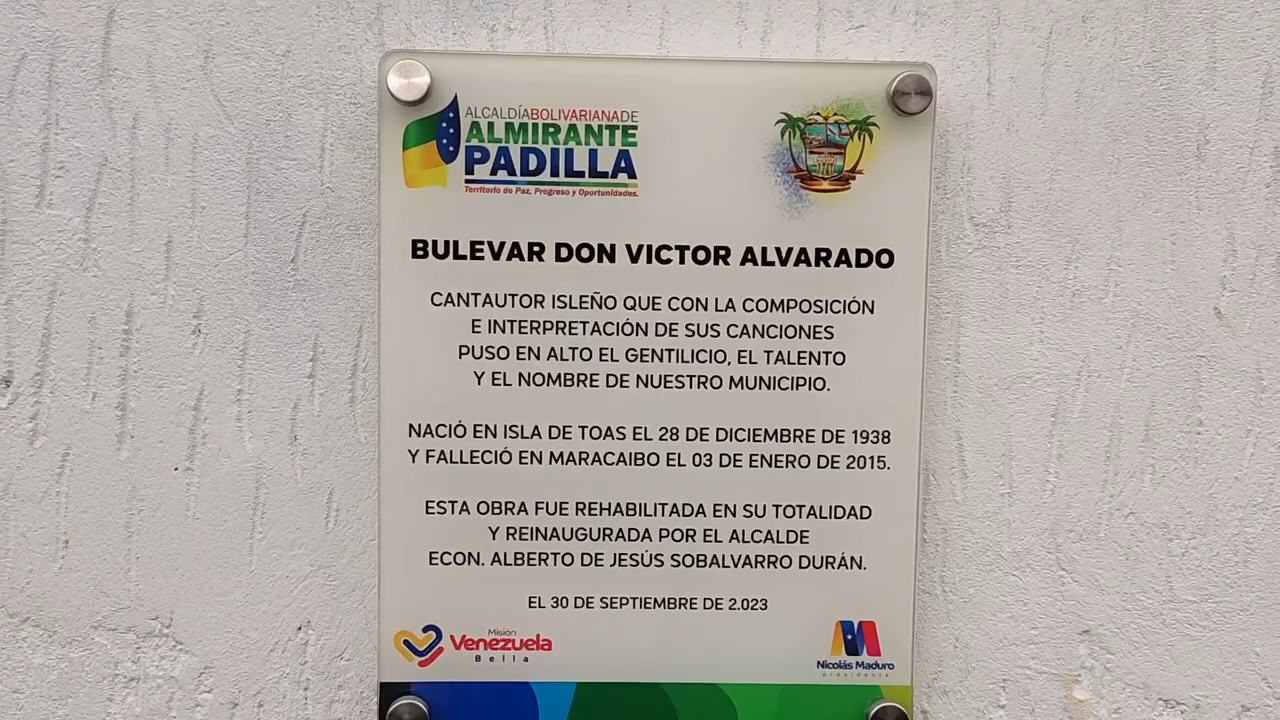 ALCALDÍA BOLIVARIANA DE
ALMIRANTE
PADILLA
Territorio de Paz, Progreso y Oportunidades.
BULEVAR DON VICTOR ALVARADO
CANTAUTOR ISLEÑO QUE CON LA COMPOSICIÓN
E INTERPRETACIÓN DE SUS CANCIONES
PUSO EN ALTO EL GENTILICIO, EL TALENTO
Y EL NOMBRE DE NUESTRO MUNICIPIO.
NACIÓ EN ISLA DE TOAS EL 28 DE DICIEMBRE DE 1938
Y FALLECIÓ EN MARACAIBO EL 03 DE ENERO DE 2015.
ESTA OBRA FUE REHABILITADA EN SU TOTALIDAD
Y REINAUGURADA POR EL ALCALDE
ECON. ALBERTO DE JESÚS SOBALVARRO DURÁN.
EL 30 DE SEPTIEMBRE DE 2.023
Misión
Venezuela
Bella
Nicolás Maduro
presidente